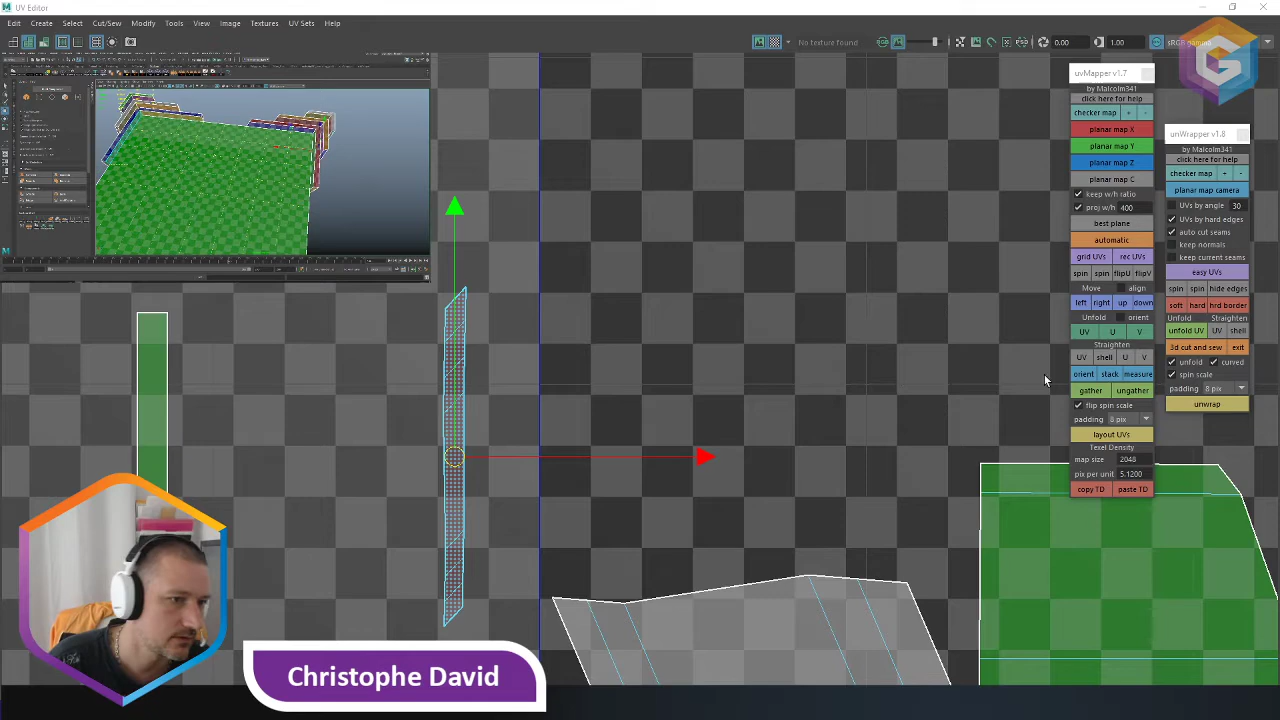 UV Editor
Edit Create Select Cut/Sew Modify Tools View Image Textures UV Sets Help
No texture found
0.00
1.00
sRGB gamma
uvMapper v1.7
by Malcolm341
click here for help
checker map + -
planar map X
planar map Y
planar map Z
planar map C
keep w/h ratio
proj w/h 400
best plane
automatic
grid UVs rec UVs
spin spin flipU flipV
Move align
left right up down
Unfold orient
UV U V
Straighten
UV shell U V
orient stack measure
gather ungather
flip spin scale
padding 8 pix
layout UVs
Texel Density
map size 2048
pix per unit 5.1200
copy TD paste TD
unWrapper v1.8
by Malcolm341
click here for help
checker map + -
planar map camera
UVs by angle 30
UVs by hard edges
auto cut seams
keep normals
keep current seams
easy UVs
spin spin hide edges
soft hard hrd border
Unfold Straighten
unfold UV UV shell
3d cut and sew exit
unfold curved
spin scale
padding 8 pix
unwrap
Christophe David